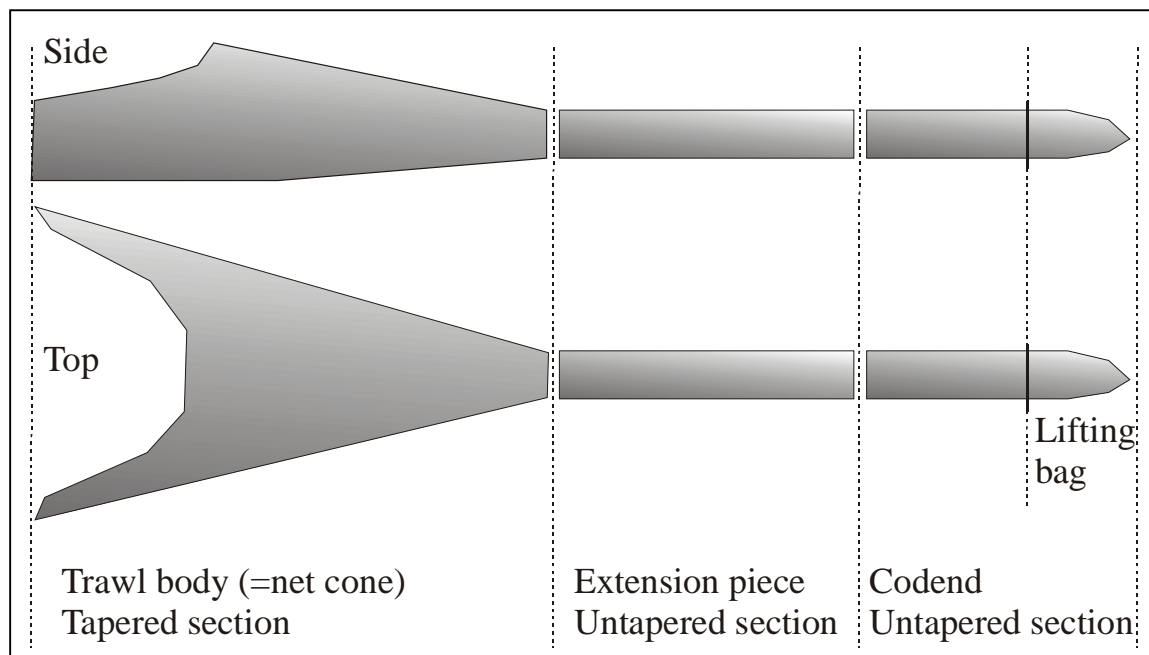 Side
Top
Lifting
bag
Trawl body (=net cone)
Tapered section
Extension piece
Untapered section
Codend
Untapered section